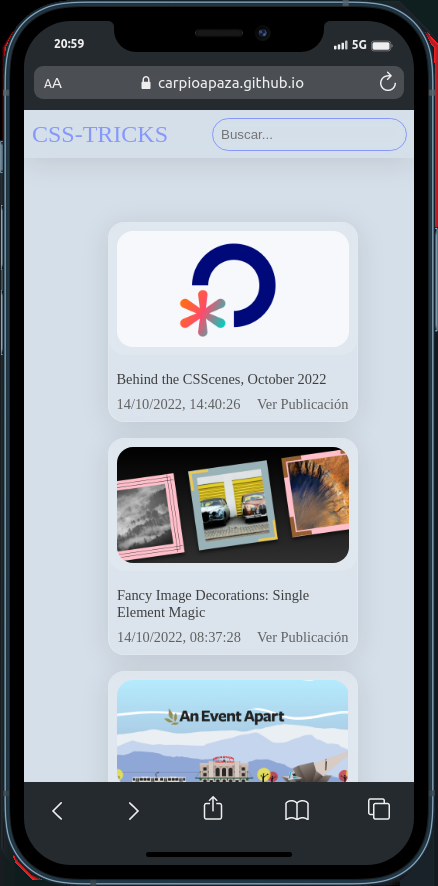 20:59
5G
AA
carpioapaza.github.io
CSS-TRICKS
Buscar...
Behind the CSScenes, October 2022
14/10/2022, 14:40:26 Ver Publicación
Fancy Image Decorations: Single
Element Magic
14/10/2022, 08:37:28 Ver Publicación
An Event Apart